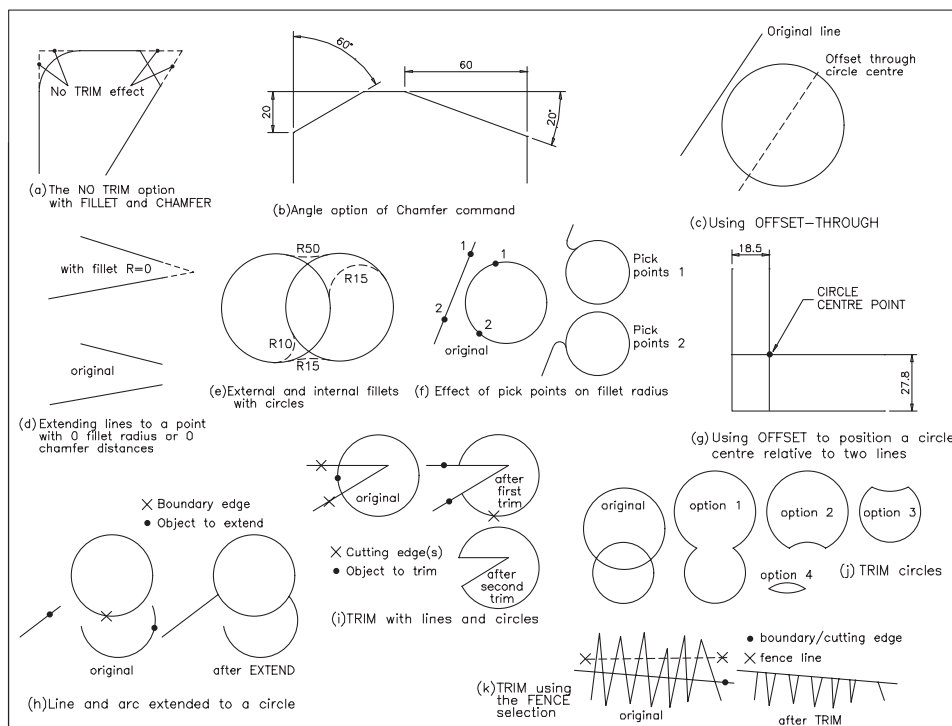 No TRIM effect
(a) The NO TRIM option
with FILLET and CHAMFER
60°
60
20
20°
(b) Angle option of Chamfer command
Original line
Offset through
circle centre
(c) Using OFFSET-THROUGH
with fillet R=0
original
(d) Extending lines to a point
with 0 fillet radius or 0
chamfer distances
R50
R15
R10
R15
(e) External and internal fillets
with circles
1
1
2
2
original
Pick
points 1
Pick
points 2
(f) Effect of pick points on fillet radius
18.5
CIRCLE
CENTRE POINT
27.8
(g) Using OFFSET to position a circle
centre relative to two lines
Boundary edge
Object to extend
original
after EXTEND
(h) Line and arc extended to a circle
original
after
first
trim
Cutting edge(s)
Object to trim
after
second
trim
(i) TRIM with lines and circles
original
option 1
option 2
option 3
option 4
(j) TRIM circles
boundary/cutting edge
fence line
(k) TRIM using
the FENCE
selection
original
after TRIM